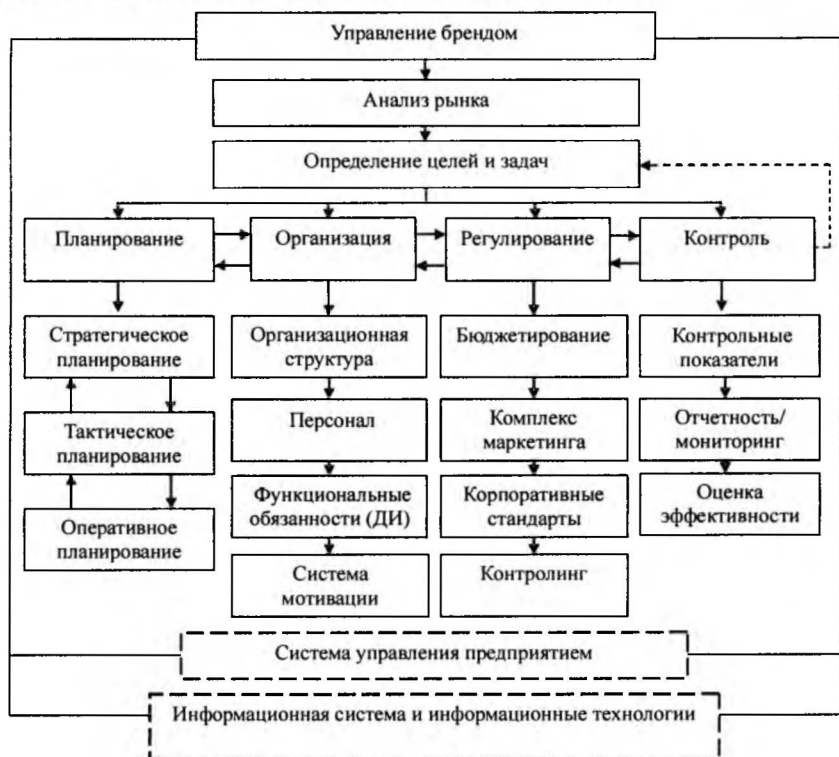 Управление брендом
Анализ рынка
Определение целей и задач
Планирование
Организация
Регулирование
Контроль
Стратегическое
планирование
Организационная
структура
Бюджетирование
Контрольные
показатели
Тактическое
планирование
Персонал
Комплекс
маркетинга
Отчетность/
мониторинг
Оперативное
планирование
Функциональные
обязанности (ДИ)
Корпоративные
стандарты
Оценка
эффективности
Система
мотивации
Контролинг
Система управления предприятием
Информационная система и информационные технологии